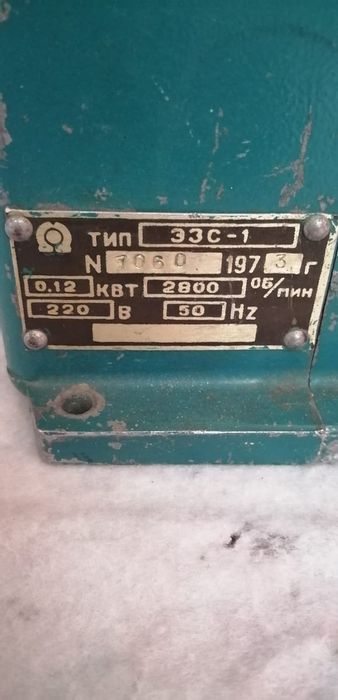 ТИП ЭЗС-1
N 1060. 1973 г
0.12 КВТ 2800 ОБ/МИН
220 В 50 Hz